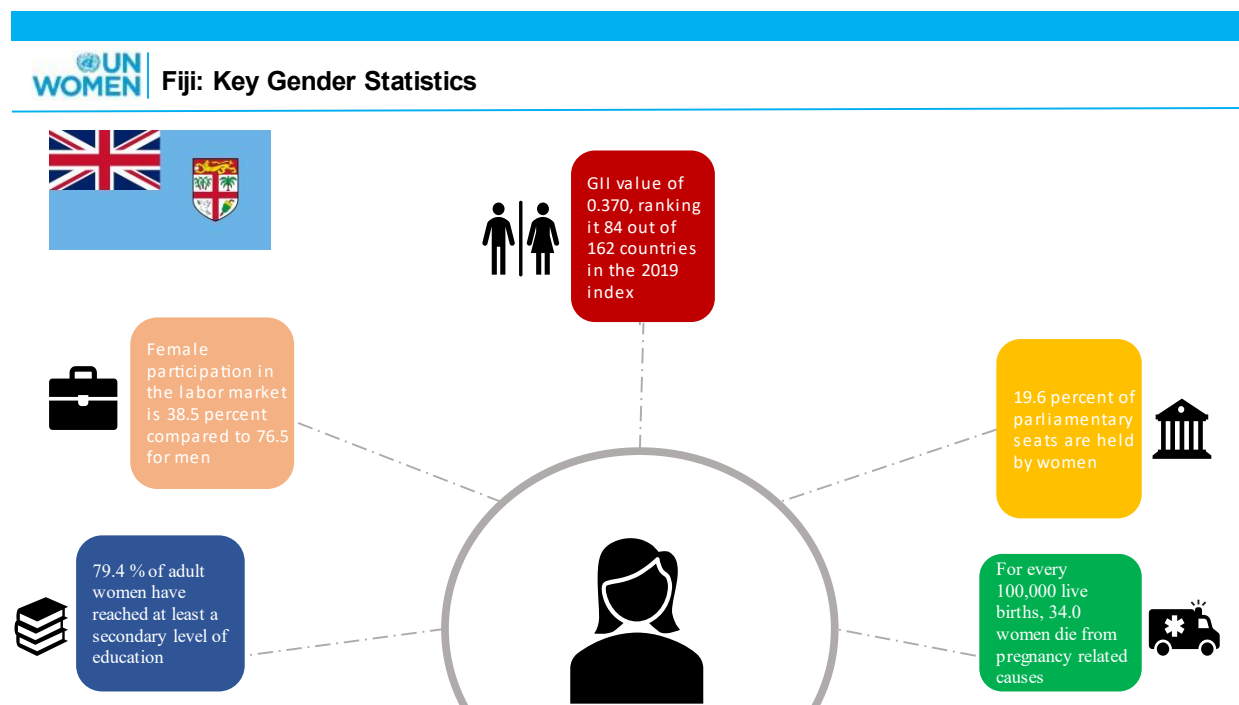 UN
WOMEN
Fiji: Key Gender Statistics
GII value of
0.370, ranking
it 84 out of
162 countries
in the 2019
index
Female
participation in
the labor market
is 38.5 percent
compared to 76.5
for men
19.6 percent of
parliamentary
seats are held
by women
79.4 % of adult
women have
reached at least a
secondary level of
education
For every
100,000 live
births, 34.0
women die from
pregnancy related
causes